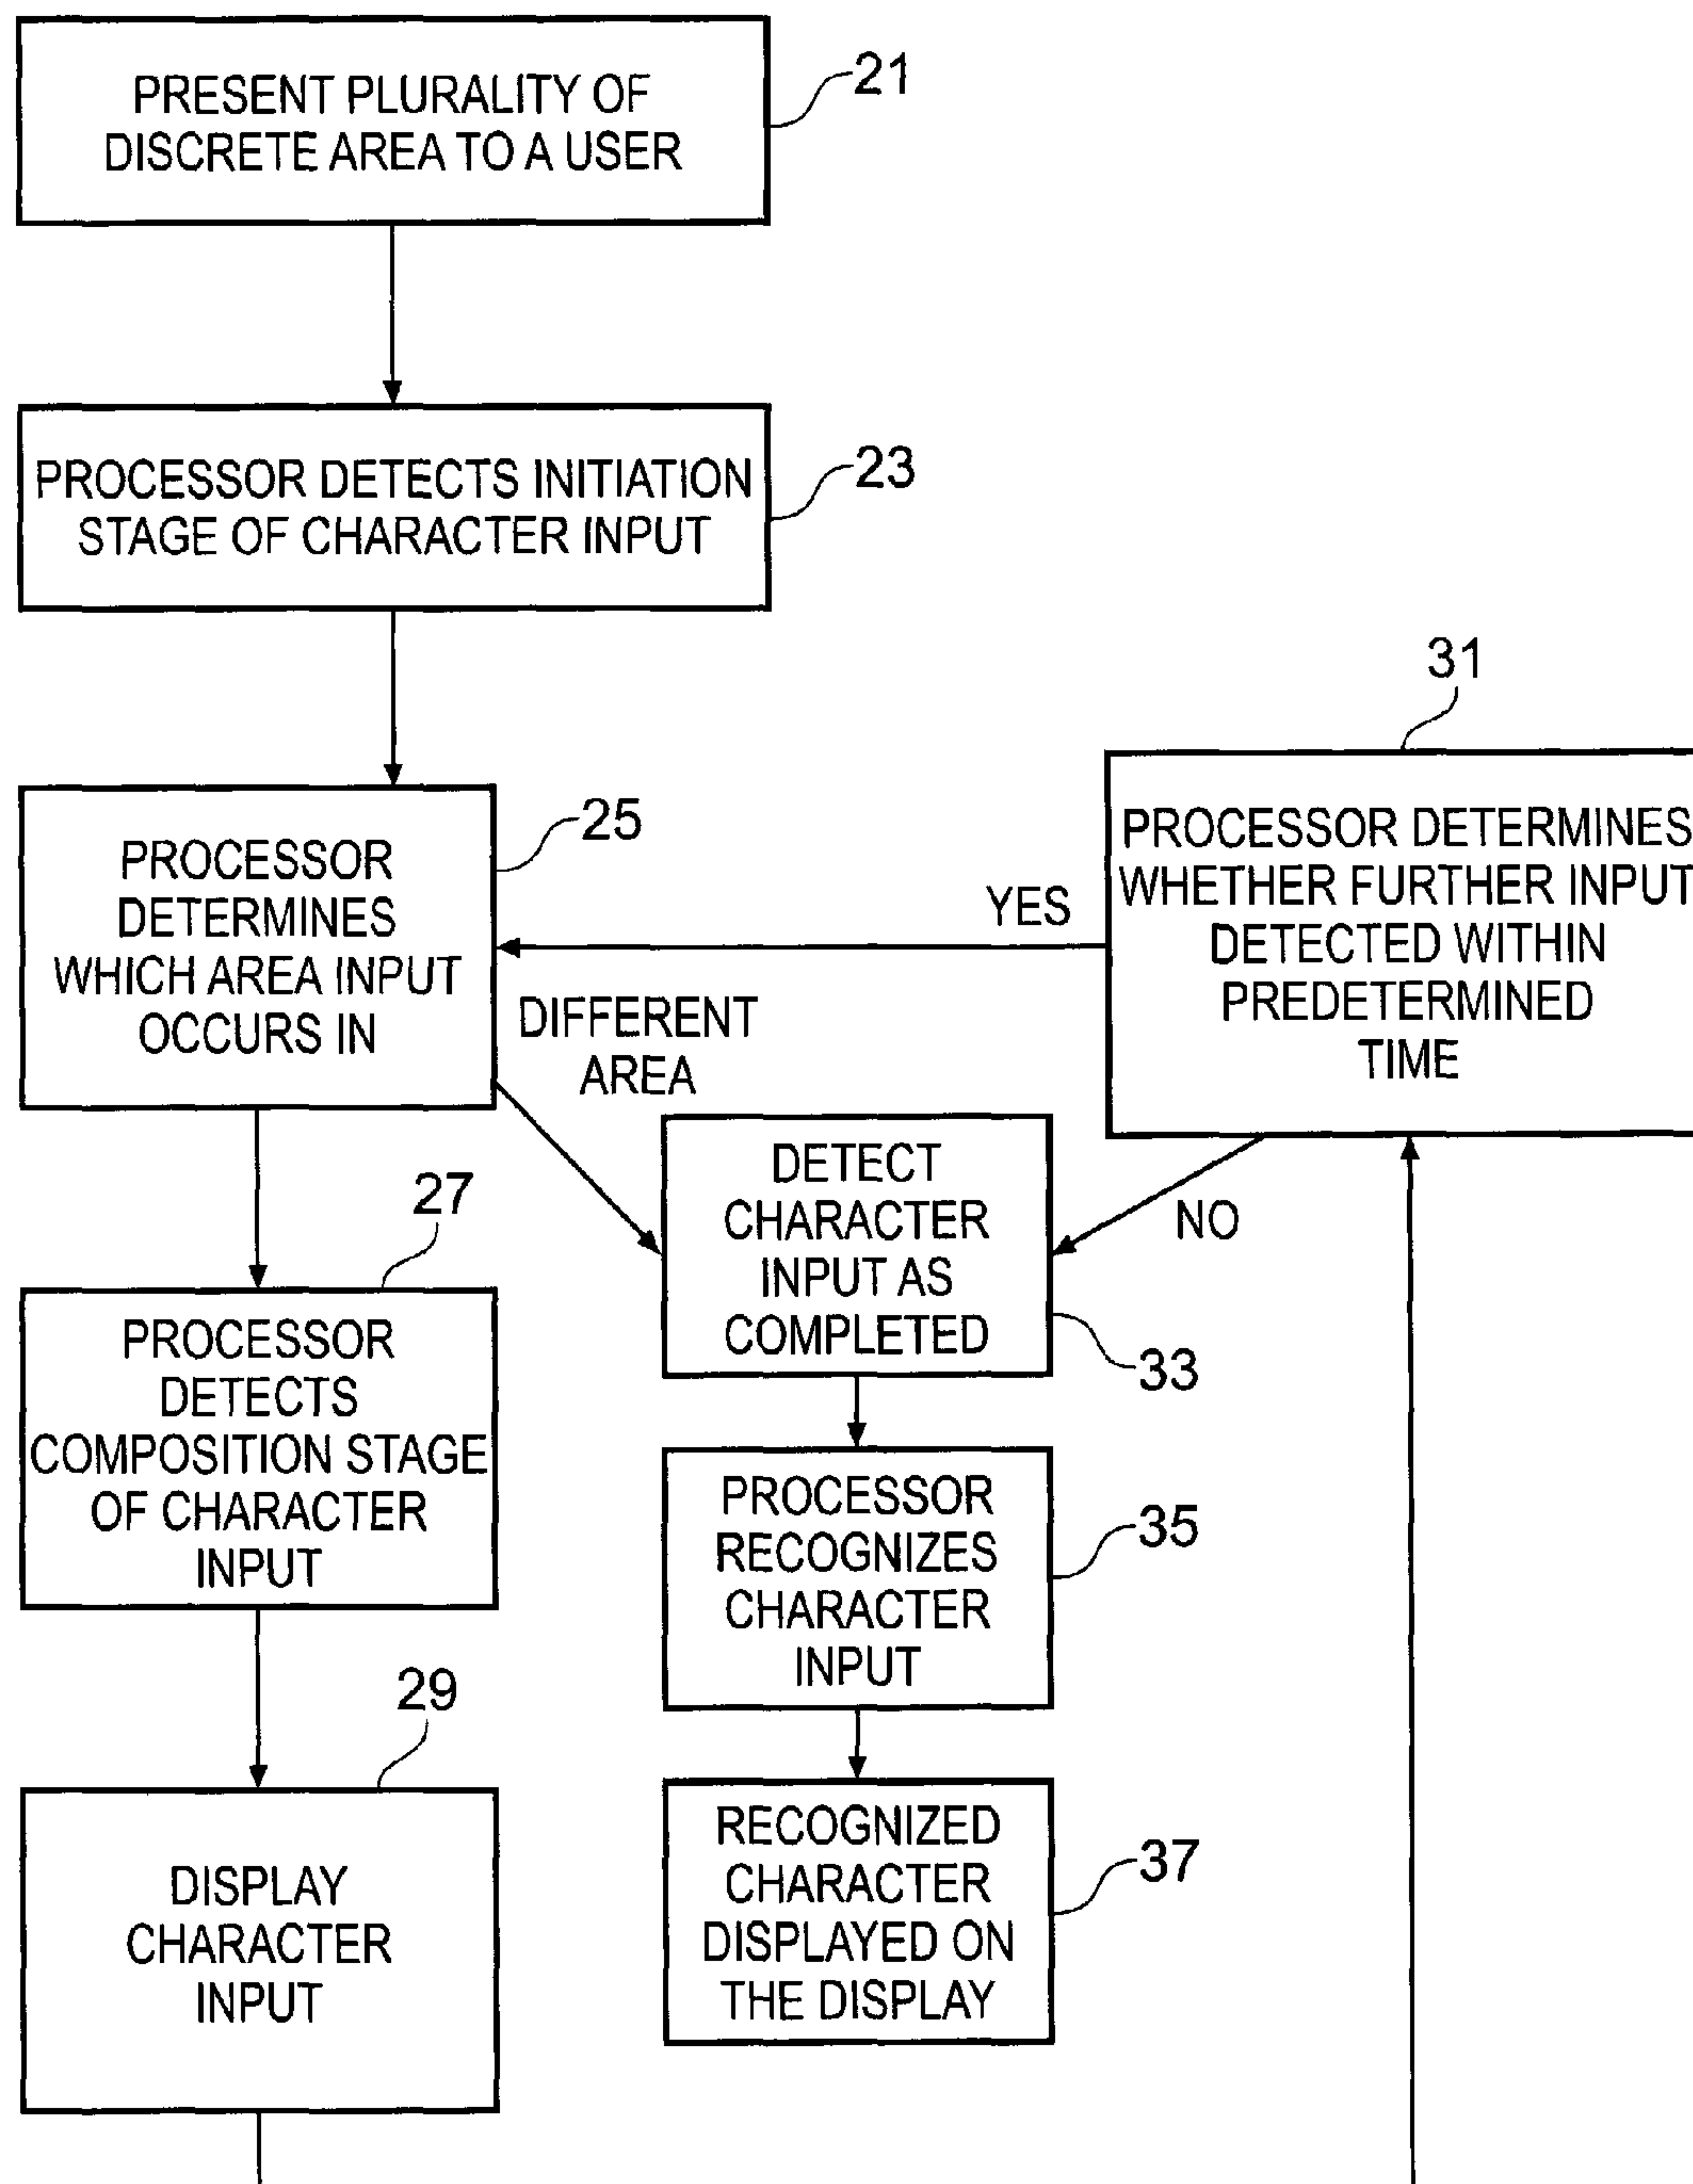 PRESENT PLURALITY OF
DISCRETE AREA TO A USER
21
PROCESSOR DETECTS INITIATION
STAGE OF CHARACTER INPUT
23
PROCESSOR
DETERMINES
WHICH AREA INPUT
OCCURS IN
25
YES
31
PROCESSOR DETERMINES
WHETHER FURTHER INPUT
DETECTED WITHIN
PREDETERMINED
TIME
DIFFERENT
AREA
NO
27
PROCESSOR
DETECTS
COMPOSITION STAGE
OF CHARACTER
INPUT
DETECT
CHARACTER
INPUT AS
COMPLETED
33
PROCESSOR
RECOGNIZES
CHARACTER
INPUT
35
29
DISPLAY
CHARACTER
INPUT
RECOGNIZED
CHARACTER
DISPLAYED ON
THE DISPLAY
37